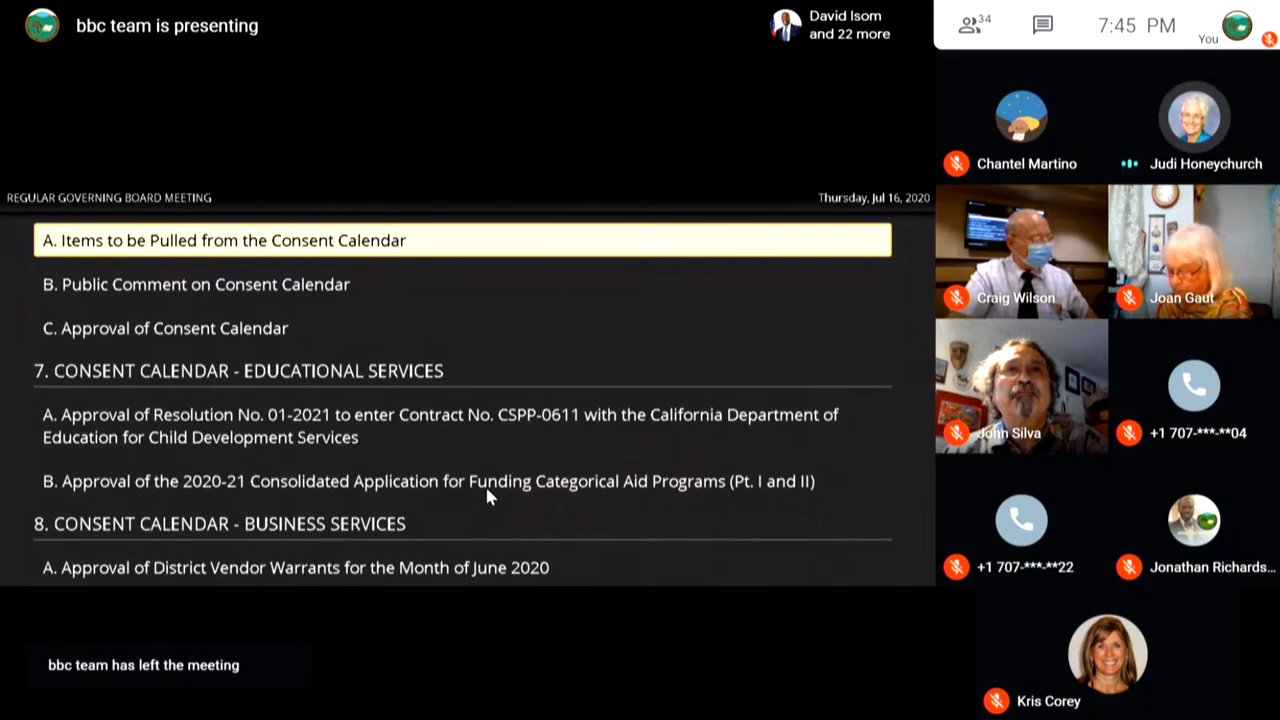 bbc team is presenting
David Isom
and 22 more
34
7:45 PM
You
Chantel Martino
Judi Honeychurch
REGULAR GOVERNING BOARD MEETING
Thursday, Jul 16, 2020
A. Items to be Pulled from the Consent Calendar
B. Public Comment on Consent Calendar
C. Approval of Consent Calendar
7. CONSENT CALENDAR - EDUCATIONAL SERVICES
A. Approval of Resolution No. 01-2021 to enter Contract No. CSPP-0611 with the California Department of
Education for Child Development Services
B. Approval of the 2020-21 Consolidated Application for Funding Categorical Aid Programs (Pt. I and II)
8. CONSENT CALENDAR - BUSINESS SERVICES
A. Approval of District Vendor Warrants for the Month of June 2020
Craig Wilson
Joan Gaut
John Silva
+1 707-***-**04
+1 707-***-**22
Jonathan Richards...
bbc team has left the meeting
Kris Corey